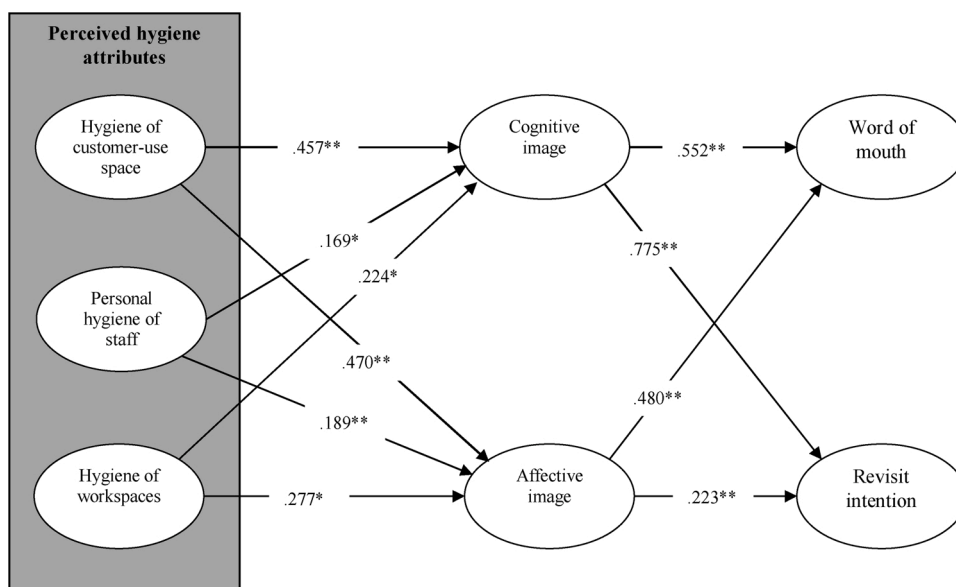 Perceived hygiene
attributes
Hygiene of
customer-use
space
.457**
Cognitive
image
.552**
Word of
mouth
.169*
.224*
.775**
Personal
hygiene of
staff
.470**
.480**
.189**
Hygiene of
workspaces
.277*
Affective
image
.223**
Revisit
intention